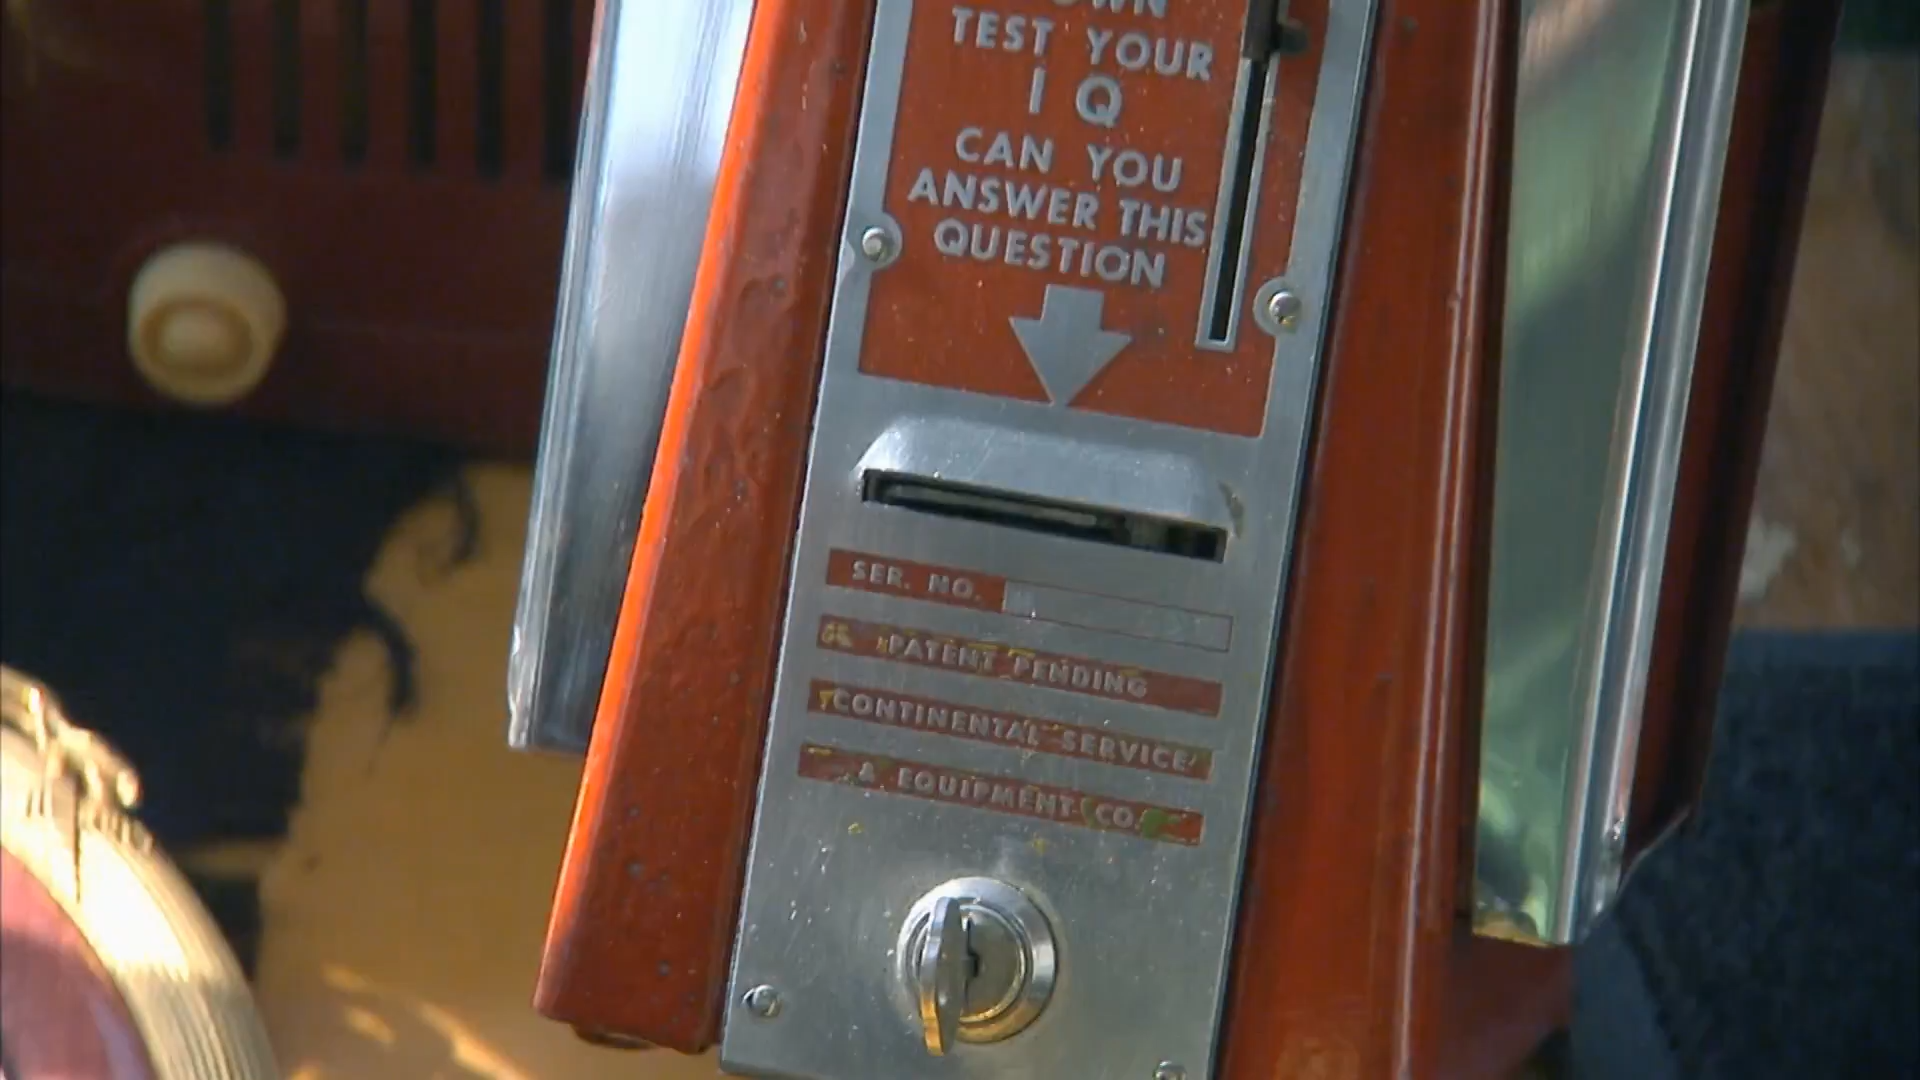 TEST YOUR
I Q
CAN YOU
ANSWER THIS
QUESTION
SER. NO.
PATENT PENDING
CONTINENTAL SERVICE
& EQUIPMENT CO.